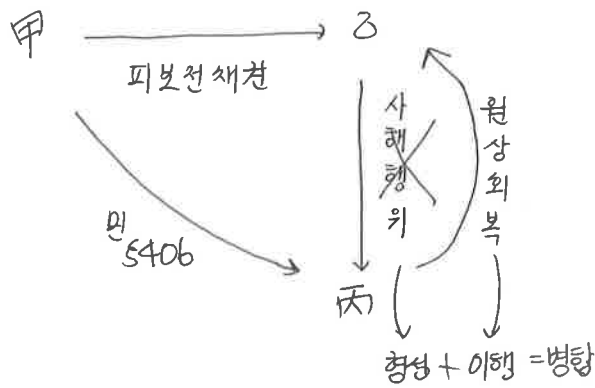 甲 乙
피보전채권
사해행위
원상회복
민
§406
丙
형성 + 이행 = 병합